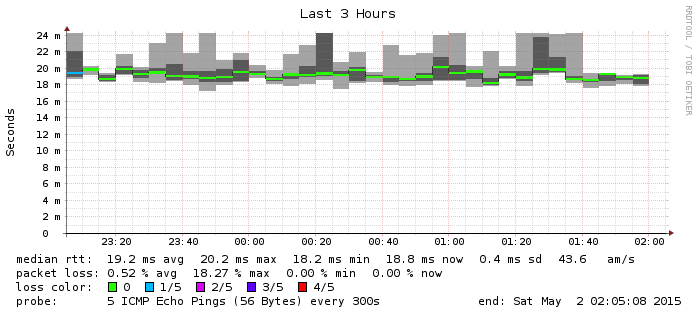 Last 3 Hours
RRDTOOL / TOBI OETIKER
Seconds
24 m
22 m
20 m
18 m
16 m
14 m
12 m
10 m
8 m
6 m
4 m
2 m
0
23:20 23:40 00:00 00:20 00:40 01:00 01:20 01:40 02:00
median rtt: 19.2 ms avg 20.2 ms max 18.2 ms min 18.8 ms now 0.4 ms sd 43.6 am/s
packet loss: 0.52 % avg 18.27 % max 0.00 % min 0.00 % now
loss color: 0 1/5 2/5 3/5 4/5
probe: 5 ICMP Echo Pings (56 Bytes) every 300s end: Sat May 2 02:05:08 2015